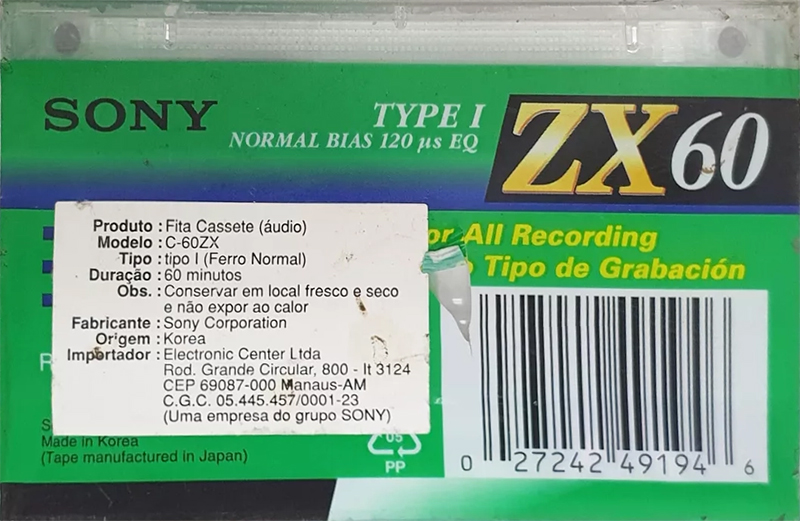 SONY
TYPE I
NORMAL BIAS 120 µs EQ
ZX60
Produto : Fita Cassete (áudio)
Modelo : C-60ZX
Tipo : tipo I (Ferro Normal)
Duração : 60 minutos
Obs. : Conservar em local fresco e seco
e não expor ao calor
Fabricante : Sony Corporation
Origem : Korea
Importador : Electronic Center Ltda
Rod. Grande Circular, 800 - lt 3124
CEP 69087-000 Manaus-AM
C.G.C. 05.445.457/0001-23
(Uma empresa do grupo SONY)
All Recording
Tipo de Grabación
Made in Korea
(Tape manufactured in Japan)
05
PP
0 27242 49194 6